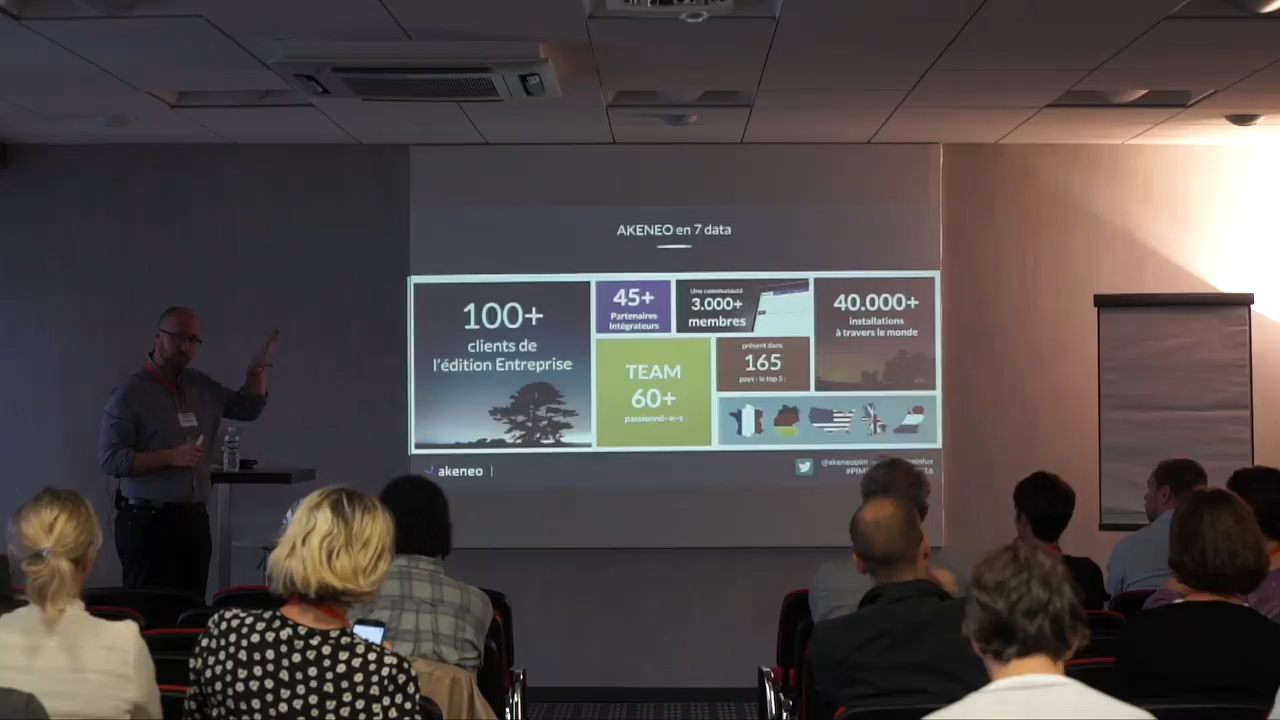 AKENEO en 7 data
100+
clients de
l'édition Entreprise
45+
Partenaires
Intégrateurs
Une communauté
3.000+
membres
40.000+
installations
à travers le monde
TEAM
60+
passionné-e-s
présent dans
165
pays - le top 5 :
akeneo
@akeneopim